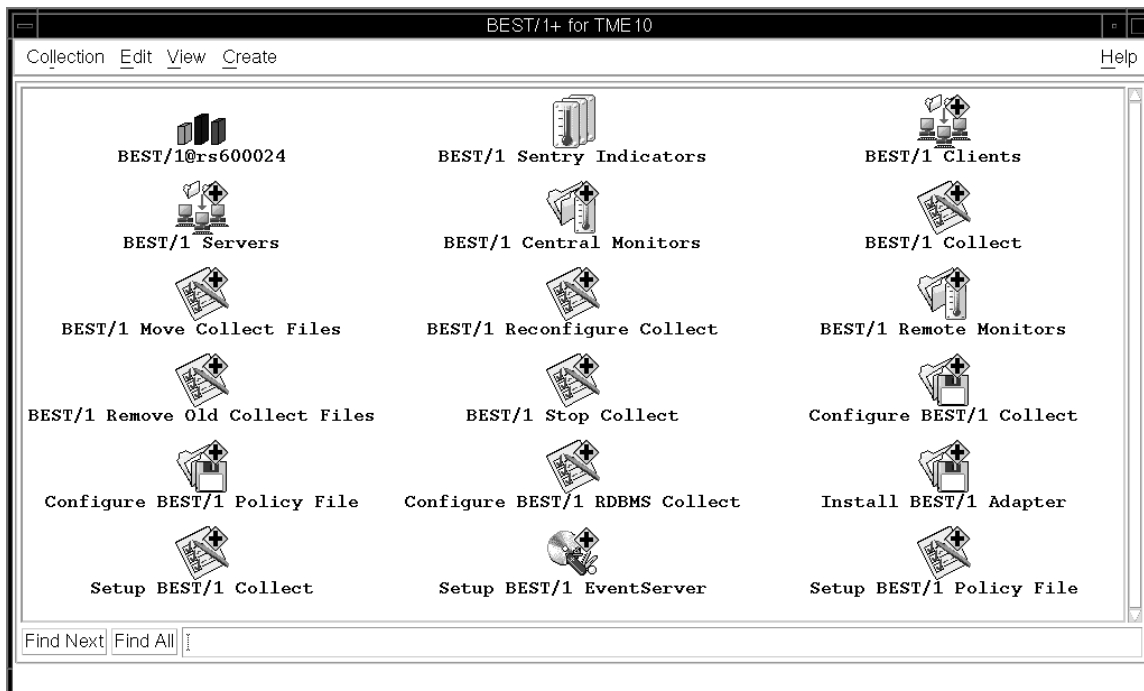 BEST/1+ for TME 10
Collection Edit View Create Help
BEST/1@rs600024
BEST/1 Sentry Indicators
BEST/1 Clients
BEST/1 Servers
BEST/1 Central Monitors
BEST/1 Collect
BEST/1 Move Collect Files
BEST/1 Reconfigure Collect
BEST/1 Remote Monitors
BEST/1 Remove Old Collect Files
BEST/1 Stop Collect
Configure BEST/1 Collect
Configure BEST/1 Policy File
Configure BEST/1 RDBMS Collect
Install BEST/1 Adapter
Setup BEST/1 Collect
Setup BEST/1 EventServer
Setup BEST/1 Policy File
Find Next Find All